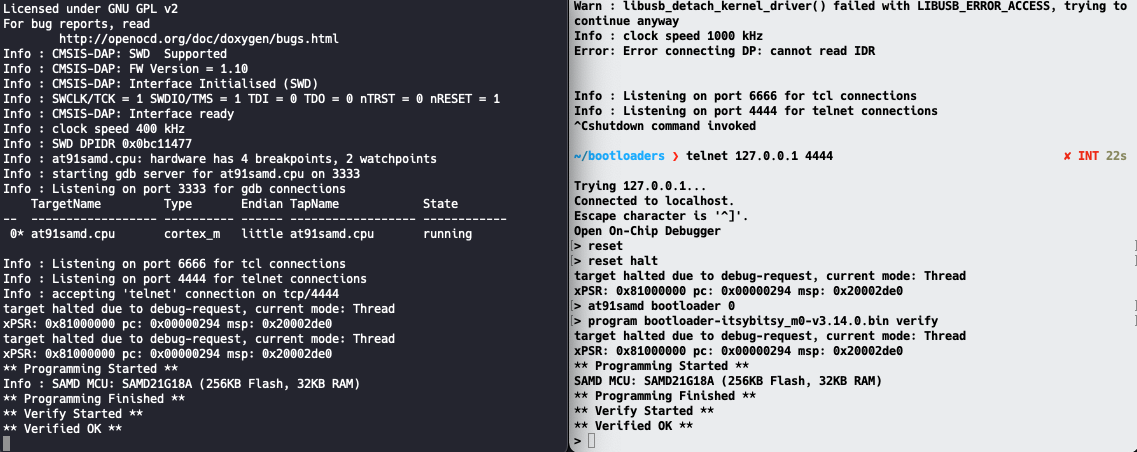 Licensed under GNU GPL v2
For bug reports, read
        http://openocd.org/doc/doxygen/bugs.html
Info : CMSIS-DAP: SWD  Supported
Info : CMSIS-DAP: FW Version = 1.10
Info : CMSIS-DAP: Interface Initialised (SWD)
Info : SWCLK/TCK = 1 SWDIO/TMS = 1 TDI = 0 TDO = 0 nTRST = 0 nRESET = 1
Info : CMSIS-DAP: Interface ready
Info : clock speed 400 kHz
Info : SWD DPIDR 0x0bc11477
Info : at91samd.cpu: hardware has 4 breakpoints, 2 watchpoints
Info : starting gdb server for at91samd.cpu on 3333
Info : Listening on port 3333 for gdb connections
    TargetName         Type       Endian TapName            State
--  ------------------ ---------- ------ ------------------ ------------
 0* at91samd.cpu       cortex_m   little at91samd.cpu       running
Info : Listening on port 6666 for tcl connections
Info : Listening on port 4444 for telnet connections
Info : accepting 'telnet' connection on tcp/4444
target halted due to debug-request, current mode: Thread
xPSR: 0x81000000 pc: 0x00000294 msp: 0x20002de0
target halted due to debug-request, current mode: Thread
xPSR: 0x81000000 pc: 0x00000294 msp: 0x20002de0
** Programming Started **
Info : SAMD MCU: SAMD21G18A (256KB Flash, 32KB RAM)
** Programming Finished **
** Verify Started **
** Verified OK **
Warn : libusb_detach_kernel_driver() failed with LIBUSB_ERROR_ACCESS, trying to
continue anyway
Info : clock speed 1000 kHz
Error: Error connecting DP: cannot read IDR
Info : Listening on port 6666 for tcl connections
Info : Listening on port 4444 for telnet connections
^Cshutdown command invoked
~/bootloaders ❯ telnet 127.0.0.1 4444 ✘ INT 22s
Trying 127.0.0.1...
Connected to localhost.
Escape character is '^]'.
Open On-Chip Debugger
[> reset ]
[> reset halt ]
target halted due to debug-request, current mode: Thread
xPSR: 0x81000000 pc: 0x00000294 msp: 0x20002de0
[> at91samd bootloader 0 ]
[> program bootloader-itsybitsy_m0-v3.14.0.bin verify ]
target halted due to debug-request, current mode: Thread
xPSR: 0x81000000 pc: 0x00000294 msp: 0x20002de0
** Programming Started **
SAMD MCU: SAMD21G18A (256KB Flash, 32KB RAM)
** Programming Finished **
** Verify Started **
** Verified OK **
>